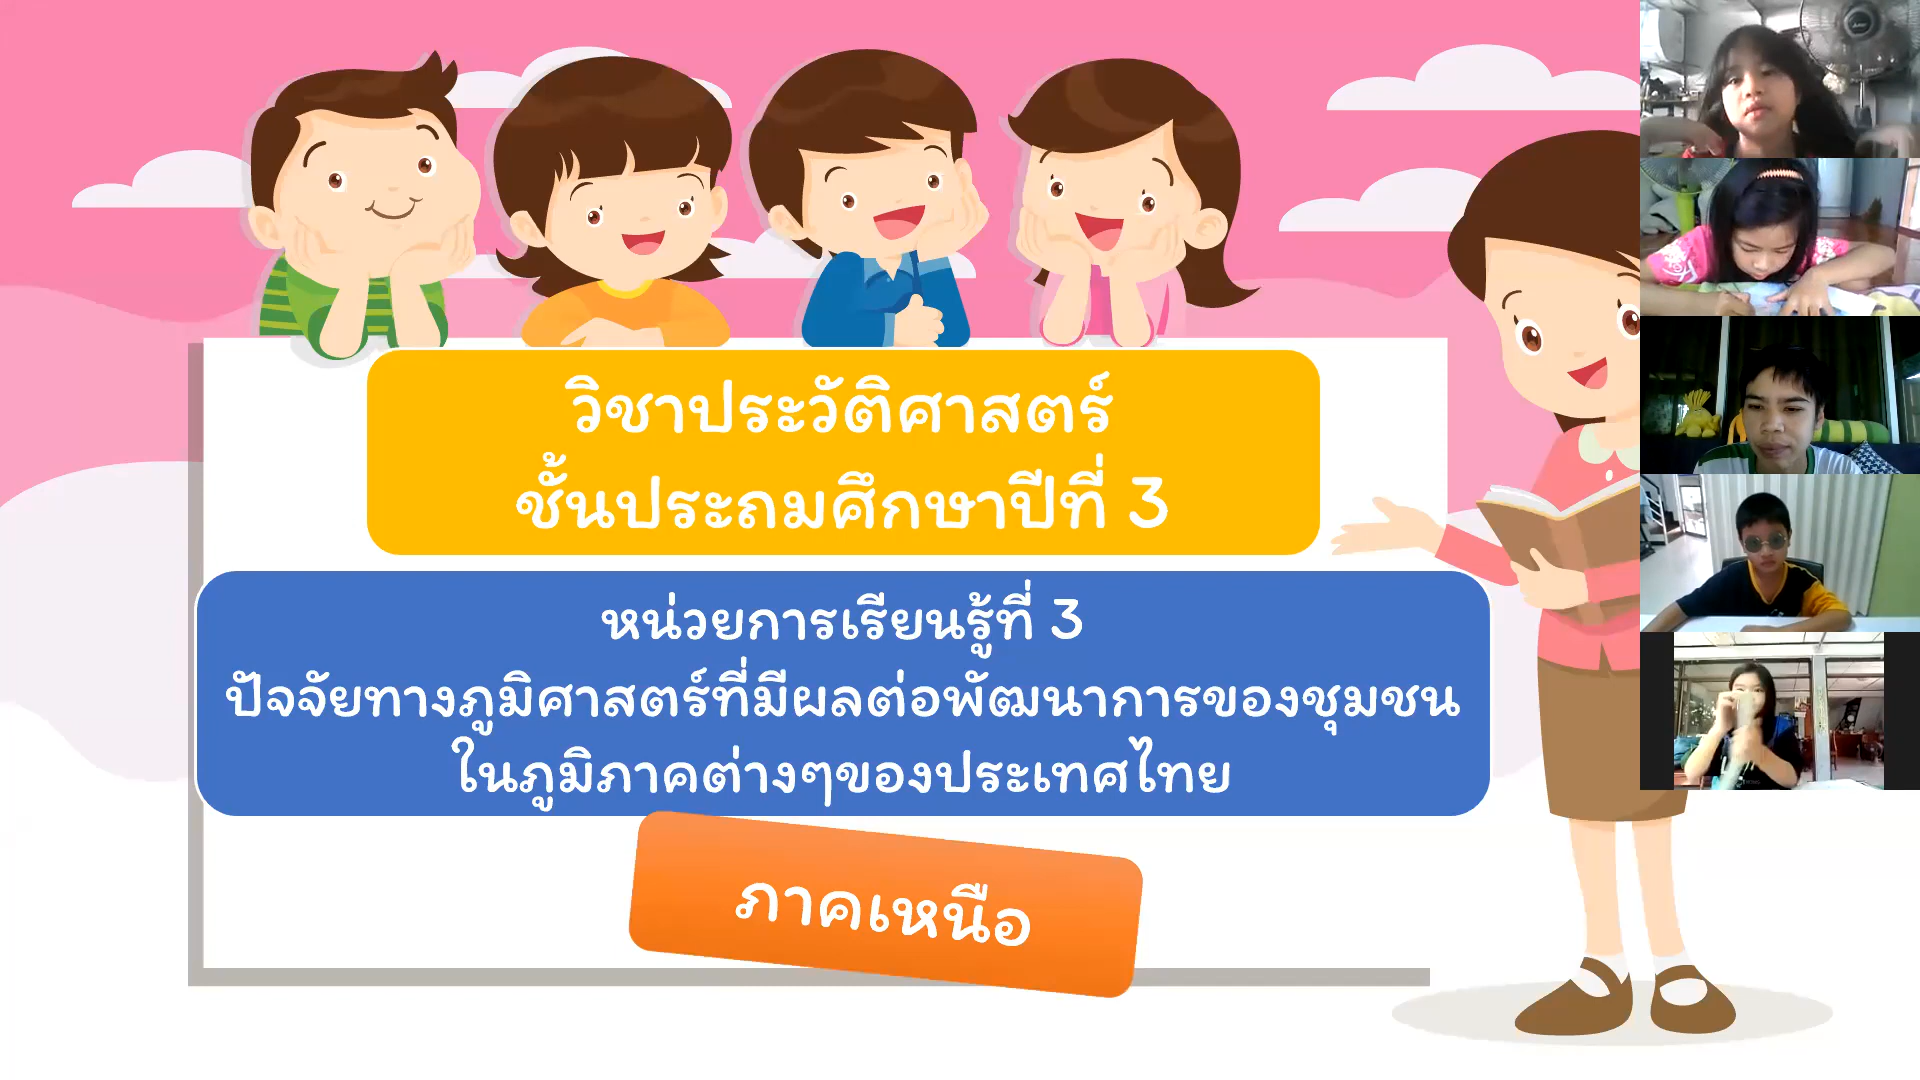 วิชาประวัติศาสตร์
ชั้นประถมศึกษาปีที่ 3
หน่วยการเรียนรู้ที่ 3
ปัจจัยทางภูมิศาสตร์ที่มีผลต่อพัฒนาการของชุมชน
ในภูมิภาคต่างๆของประเทศไทย
ภาคเหนือ